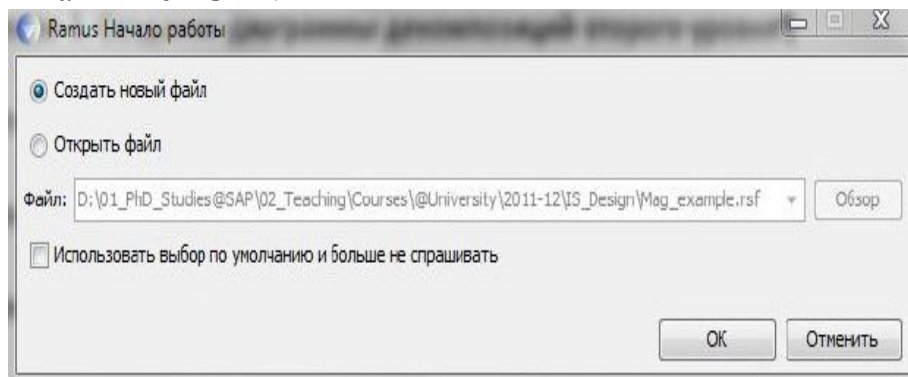 Ramus Начало работы
Создать новый файл
Открыть файл
Файл: D:\01_PhD_Studies@SAP\02_Teaching\Courses\@University\2011-12\IS_Design\Mag_example.rsf Обзор
Использовать выбор по умолчанию и больше не спрашивать
OK Отменить